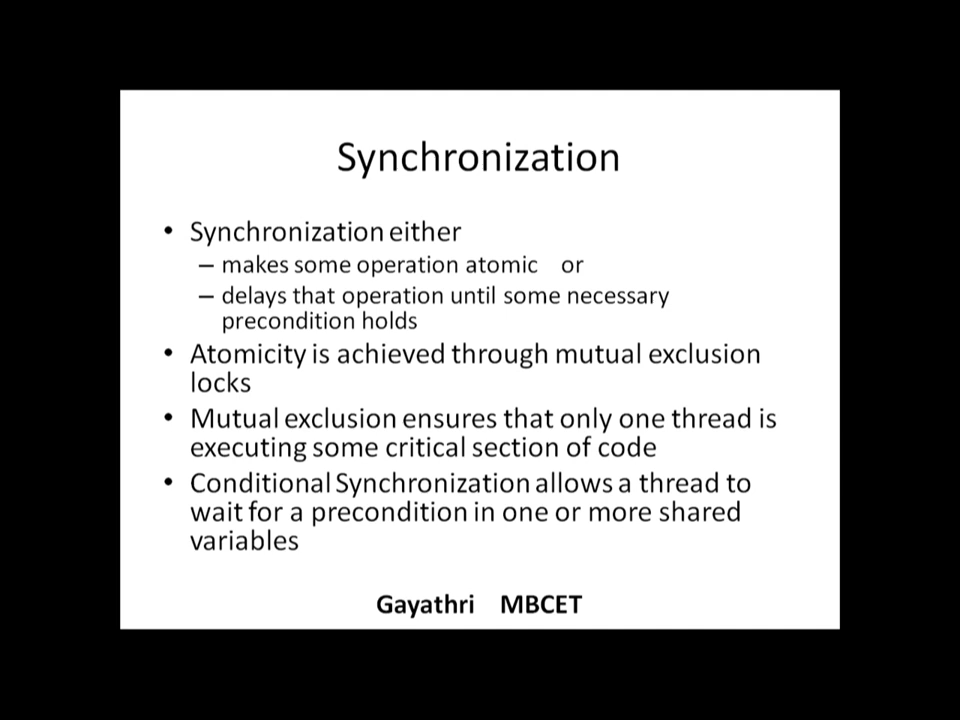 Synchronization
• Synchronization either
– makes some operation atomic or
– delays that operation until some necessary
precondition holds
• Atomicity is achieved through mutual exclusion
locks
• Mutual exclusion ensures that only one thread is
executing some critical section of code
• Conditional Synchronization allows a thread to
wait for a precondition in one or more shared
variables
Gayathri MBCET